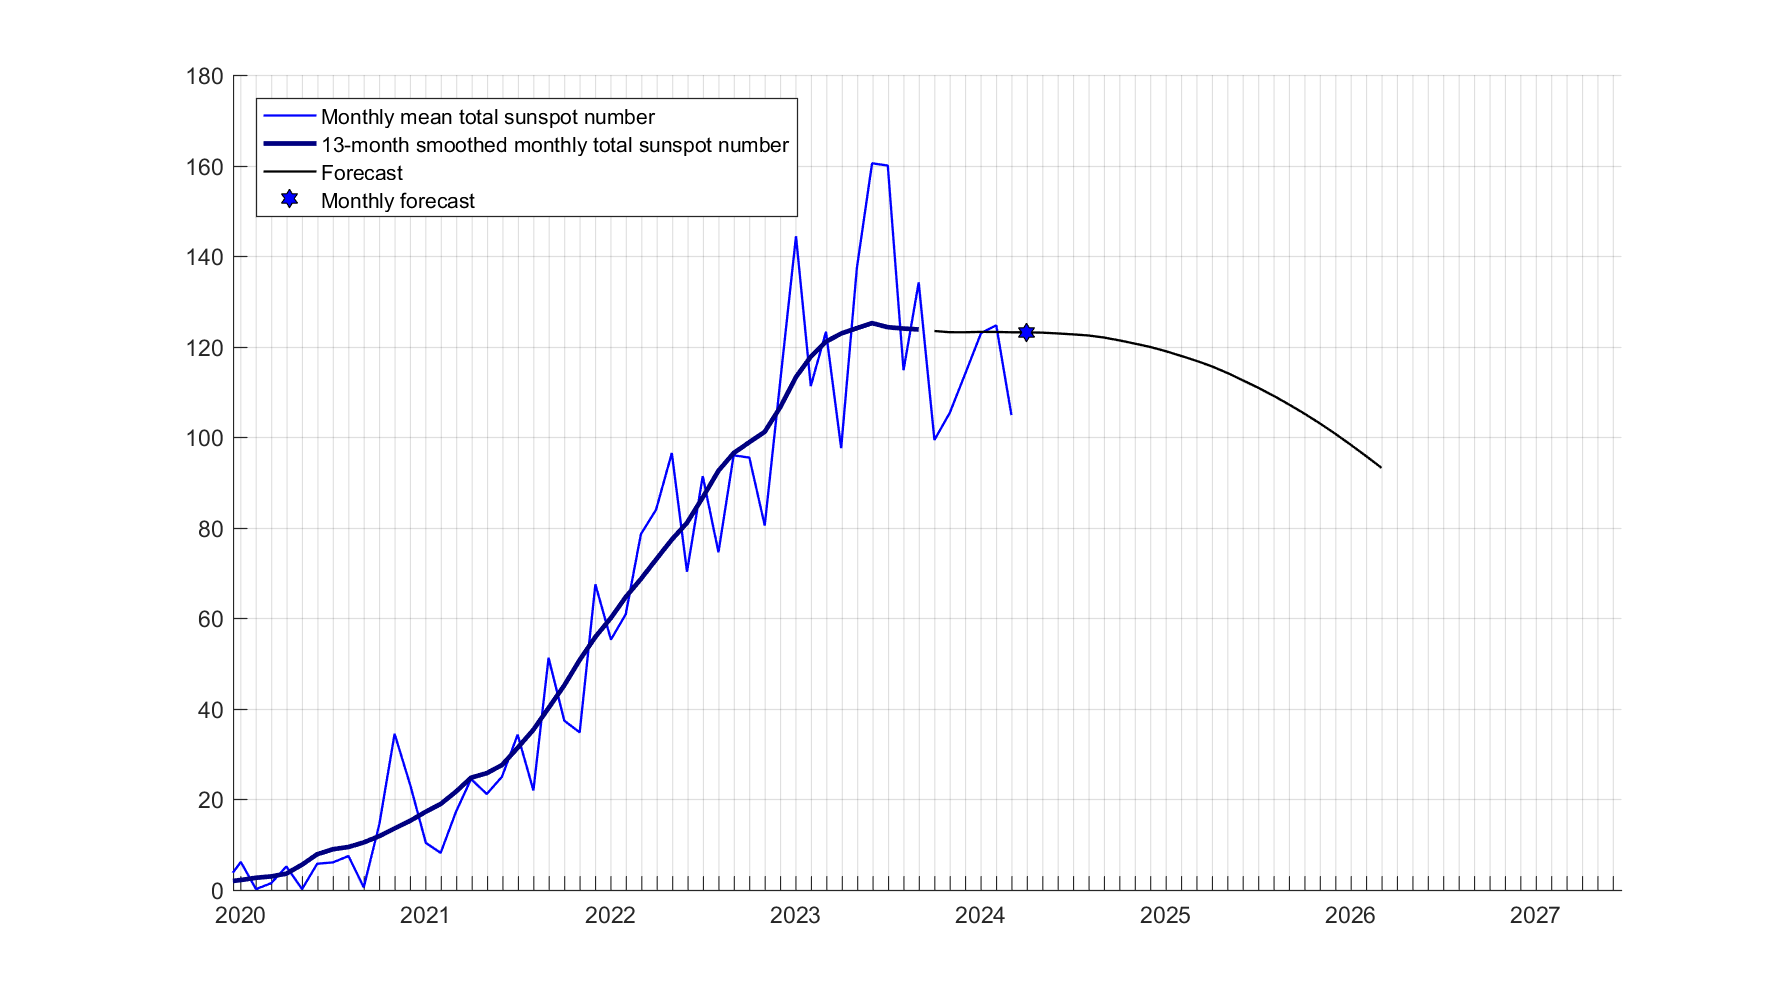 180
160
140
120
100
80
60
40
20
0
Monthly mean total sunspot number
13-month smoothed monthly total sunspot number
Forecast
Monthly forecast
2020 2021 2022 2023 2024 2025 2026 2027